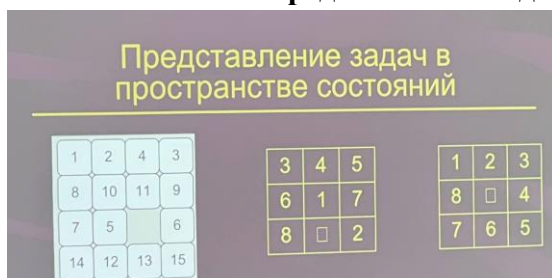 Представление задач в
пространстве состояний
1 2 4 3
8 10 11 9
7 5 6
14 12 13 15
3 4 5
6 1 7
8 □ 2
1 2 3
8 □ 4
7 6 5